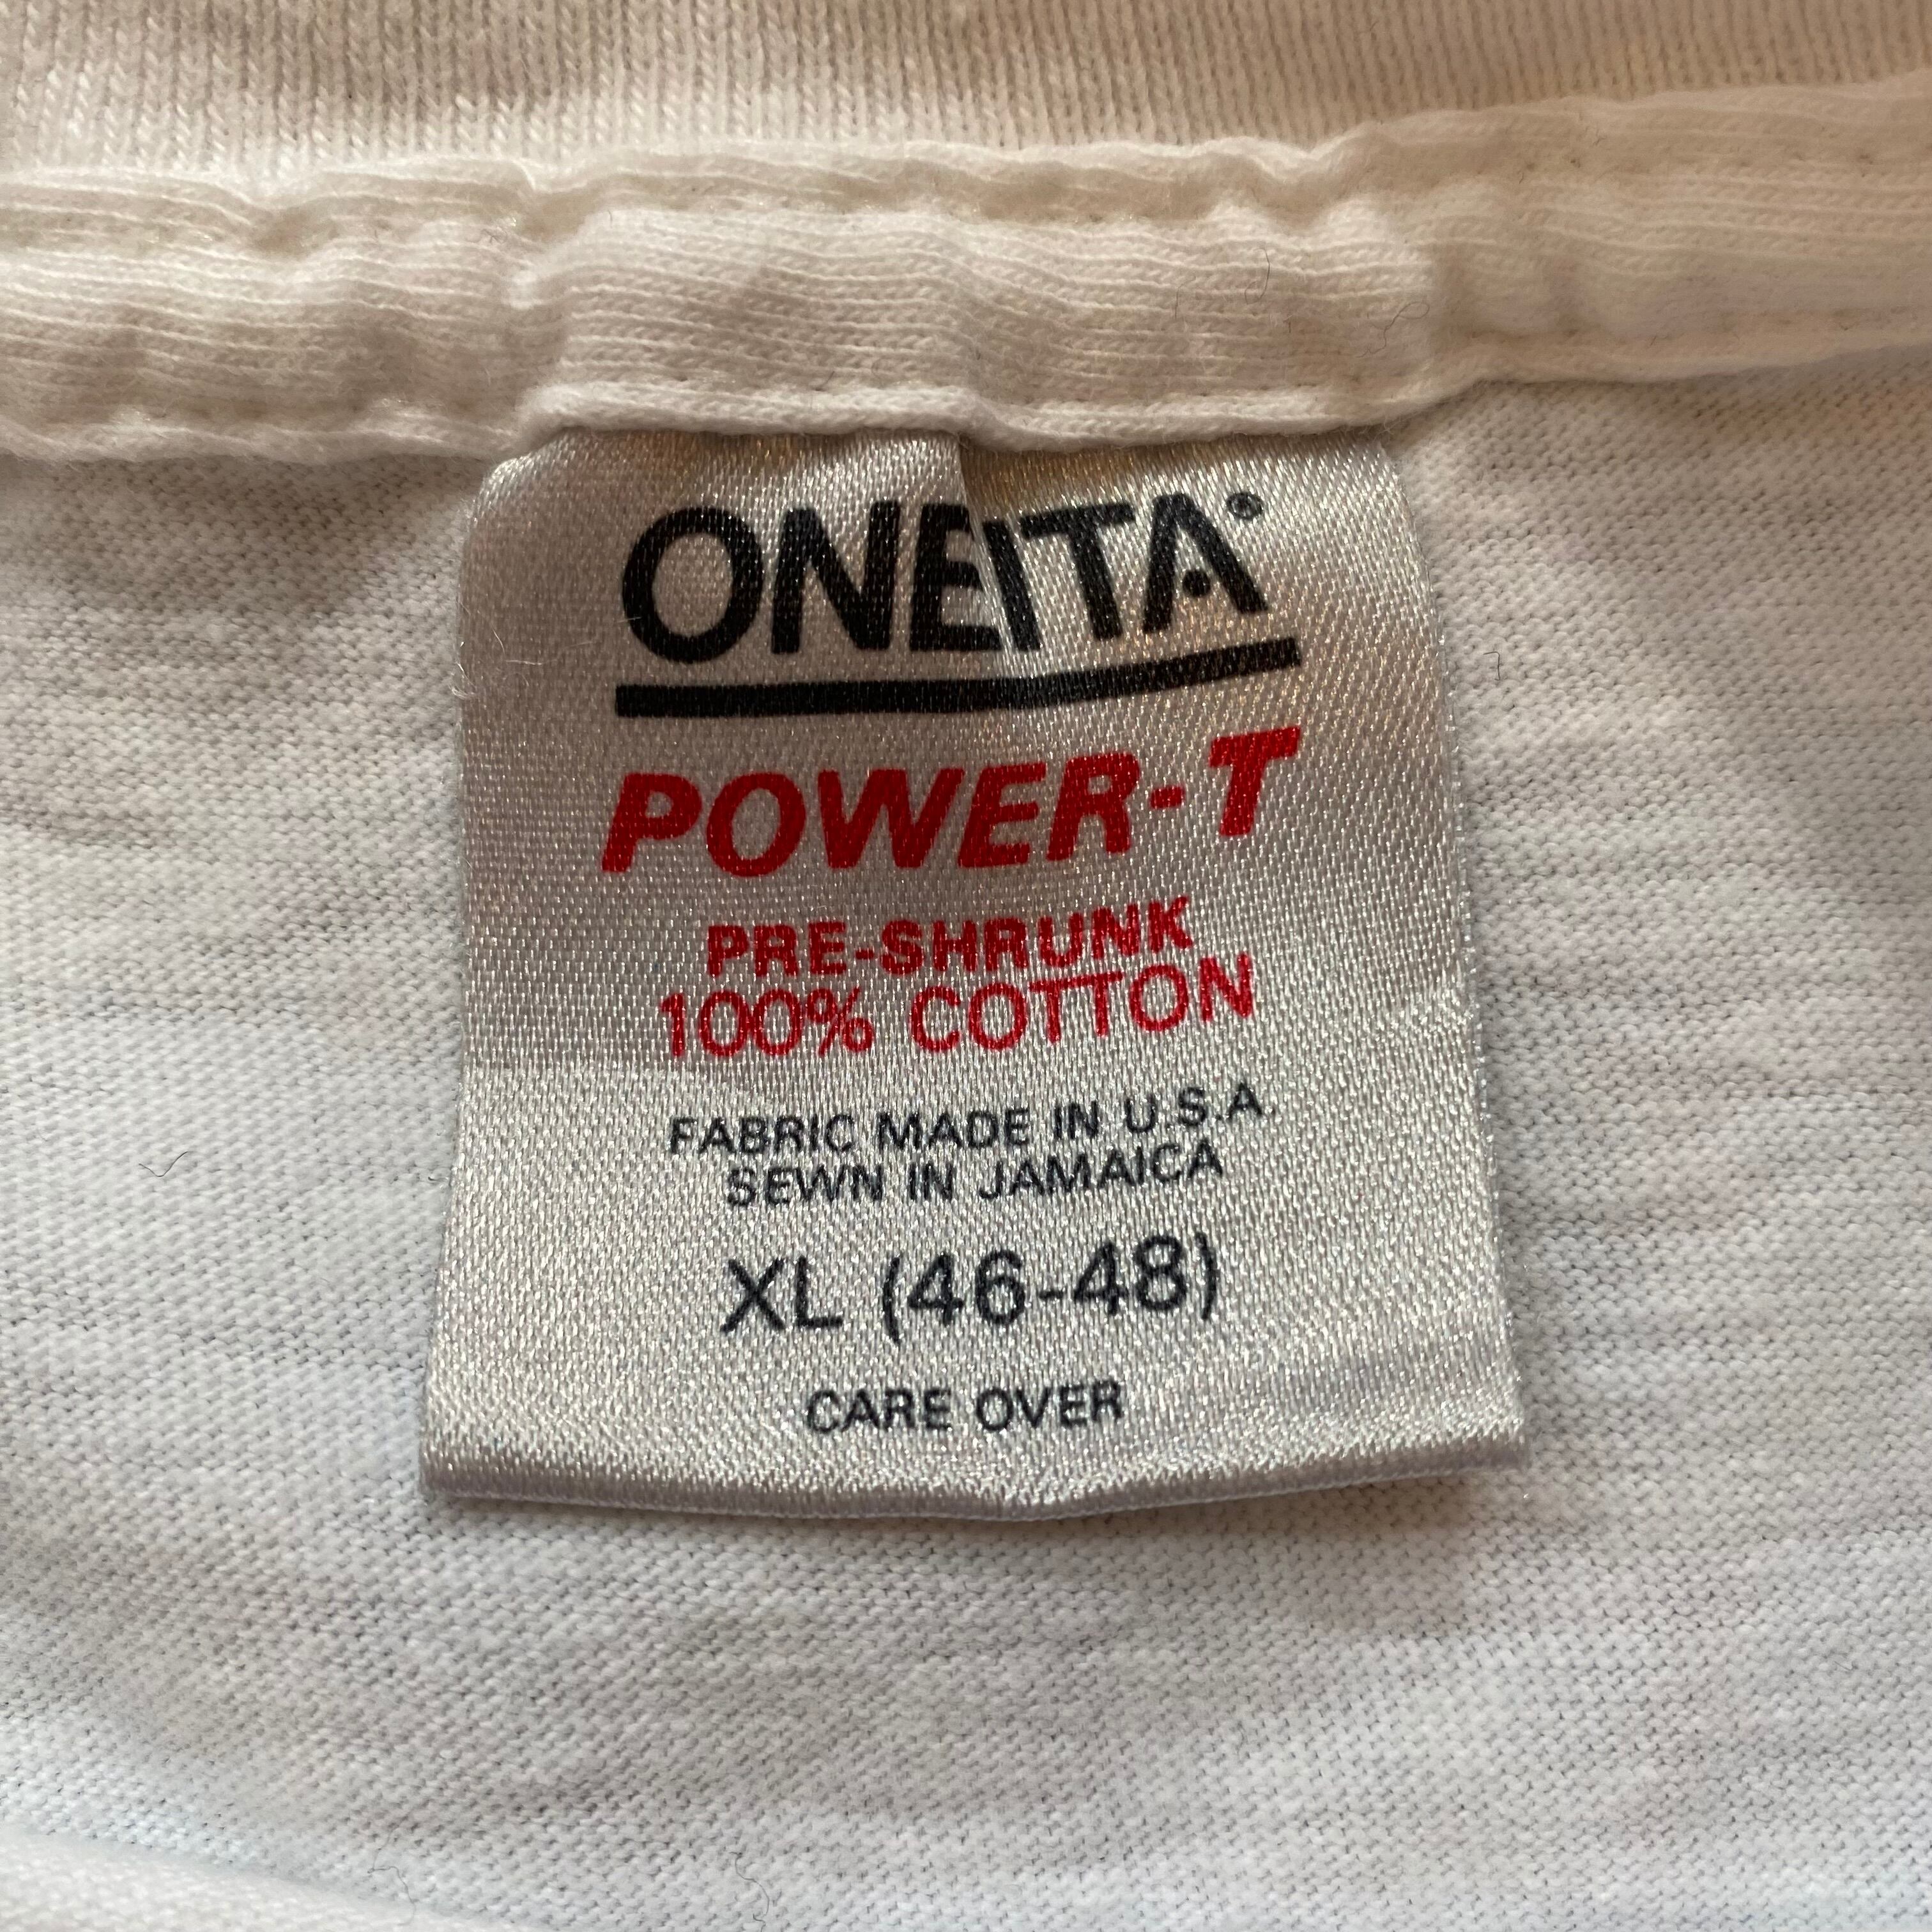 ONEITA®
POWER-T
PRE-SHRUNK
100% COTTON
FABRIC MADE IN U.S.A.
SEWN IN JAMAICA
XL (46-48)
CARE OVER